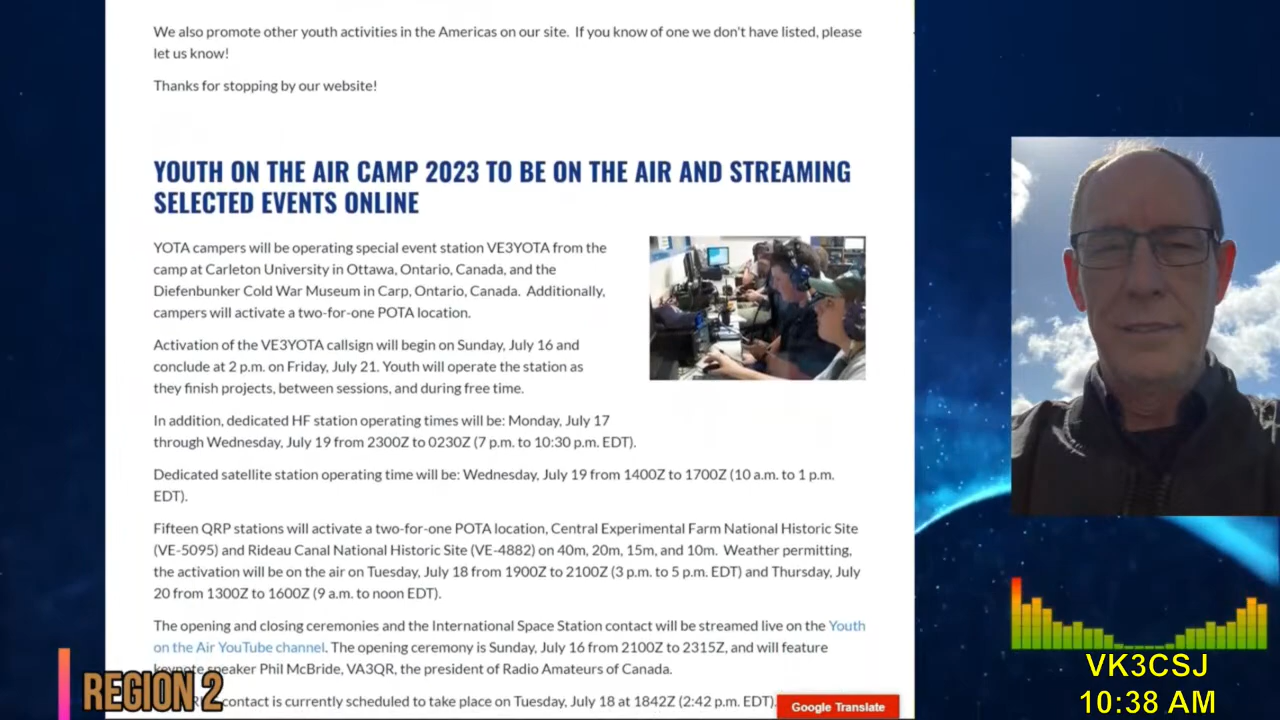 We also promote other youth activities in the Americas on our site. If you know of one we don't have listed, please
let us know!
Thanks for stopping by our website!
YOUTH ON THE AIR CAMP 2023 TO BE ON THE AIR AND STREAMING
SELECTED EVENTS ONLINE
YOTA campers will be operating special event station VE3YOTA from the
camp at Carleton University in Ottawa, Ontario, Canada, and the
Diefenbunker Cold War Museum in Carp, Ontario, Canada. Additionally,
campers will activate a two-for-one POTA location.
Activation of the VE3YOTA callsign will begin on Sunday, July 16 and
conclude at 2 p.m. on Friday, July 21. Youth will operate the station as
they finish projects, between sessions, and during free time.
In addition, dedicated HF station operating times will be: Monday, July 17
through Wednesday, July 19 from 2300Z to 0230Z (7 p.m. to 10:30 p.m. EDT).
Dedicated satellite station operating time will be: Wednesday, July 19 from 1400Z to 1700Z (10 a.m. to 1 p.m.
EDT).
Fifteen QRP stations will activate a two-for-one POTA location, Central Experimental Farm National Historic Site
(VE-5095) and Rideau Canal National Historic Site (VE-4882) on 40m, 20m, 15m, and 10m. Weather permitting,
the activation will be on the air on Tuesday, July 18 from 1900Z to 2100Z (3 p.m. to 5 p.m. EDT) and Thursday, July
20 from 1300Z to 1600Z (9 a.m. to noon EDT).
The opening and closing ceremonies and the International Space Station contact will be streamed live on the Youth
on the Air YouTube channel. The opening ceremony is Sunday, July 16 from 2100Z to 2315Z, and will feature
keynote speaker Phil McBride, VA3QR, the president of Radio Amateurs of Canada.
contact is currently scheduled to take place on Tuesday, July 18 at 1842Z (2:42 p.m. EDT).
REGION 2
Google Translate
VK3CSJ
10:38 AM